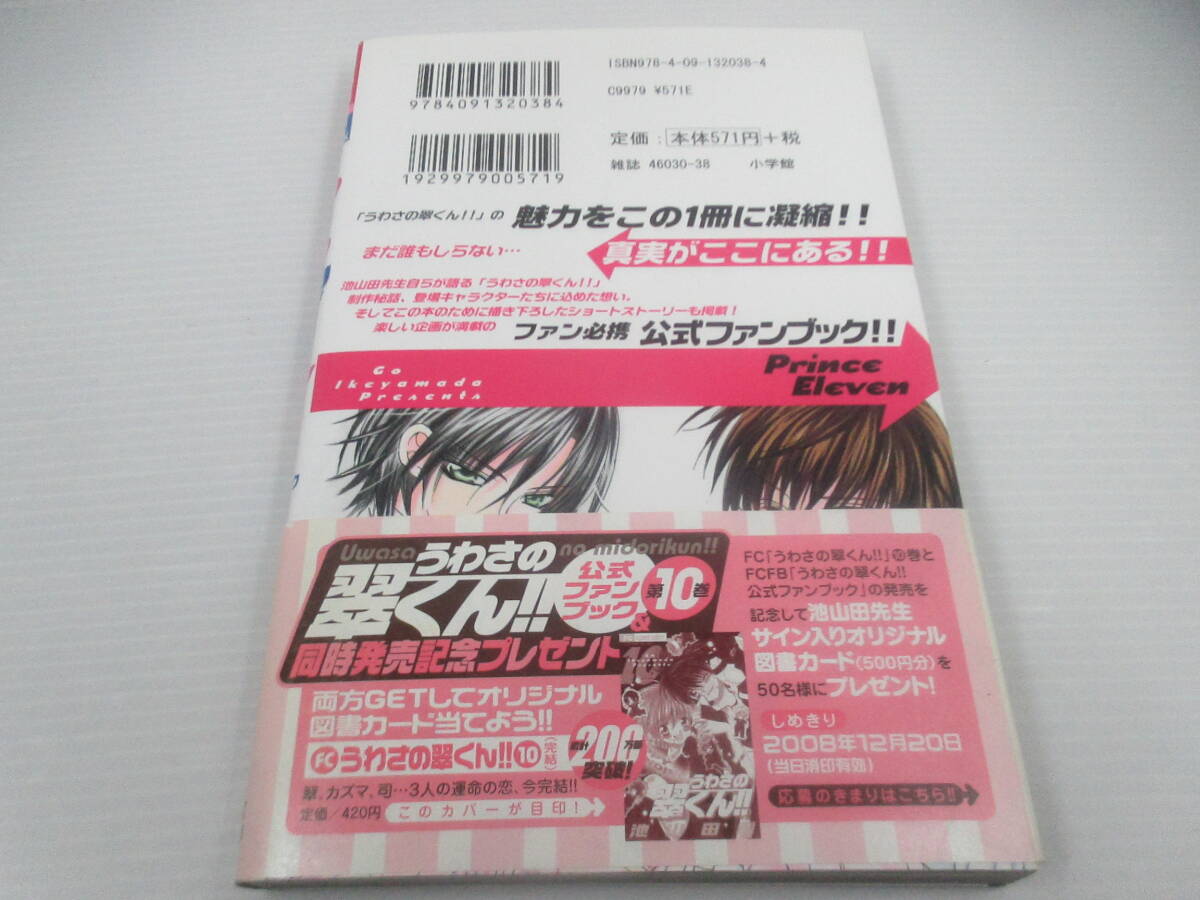 ISBN978-4-09-132038-4
9784091320384
C9979 ¥571E
定価：本体571円+税
雑誌 46030-38 小学館
1929979005719
「うわさの翠くん!!」の 魅力をこの1冊に凝縮!!
まだ誰もしらない… 真実がここにある!!
池山田先生自らが語る「うわさの翠くん!!」
制作秘話、登場キャラクターたちに込めた想い。
そしてこの本のために描き下ろしたショートストーリーも掲載！
楽しい企画が満載の ファン必携 公式ファンブック!!
Go
Ikeyamada
Presents
Prince
Eleven
Uwasa no midorikun!!
うわさの
翠くん!!
公式
ファン
ブック
&
第10巻
同時発売記念プレゼント
両方GETしてオリジナル
図書カード当てよう!!
FC うわさの翠くん!! 10 (完結)
翠、カズマ、司…3人の運命の恋、今完結!!
定価/420円 このカバーが目印！
累計200万部
突破!
うわさの
翠くん!!
池山田
FC「うわさの翠くん!!」⑩巻と
FCFB「うわさの翠くん!!
公式ファンブック」の発売を
記念して池山田先生
サイン入りオリジナル
図書カード(500円分)を
50名様にプレゼント!
しめきり
2008年12月20日
(当日消印有効)
応募のきまりはこちら!!